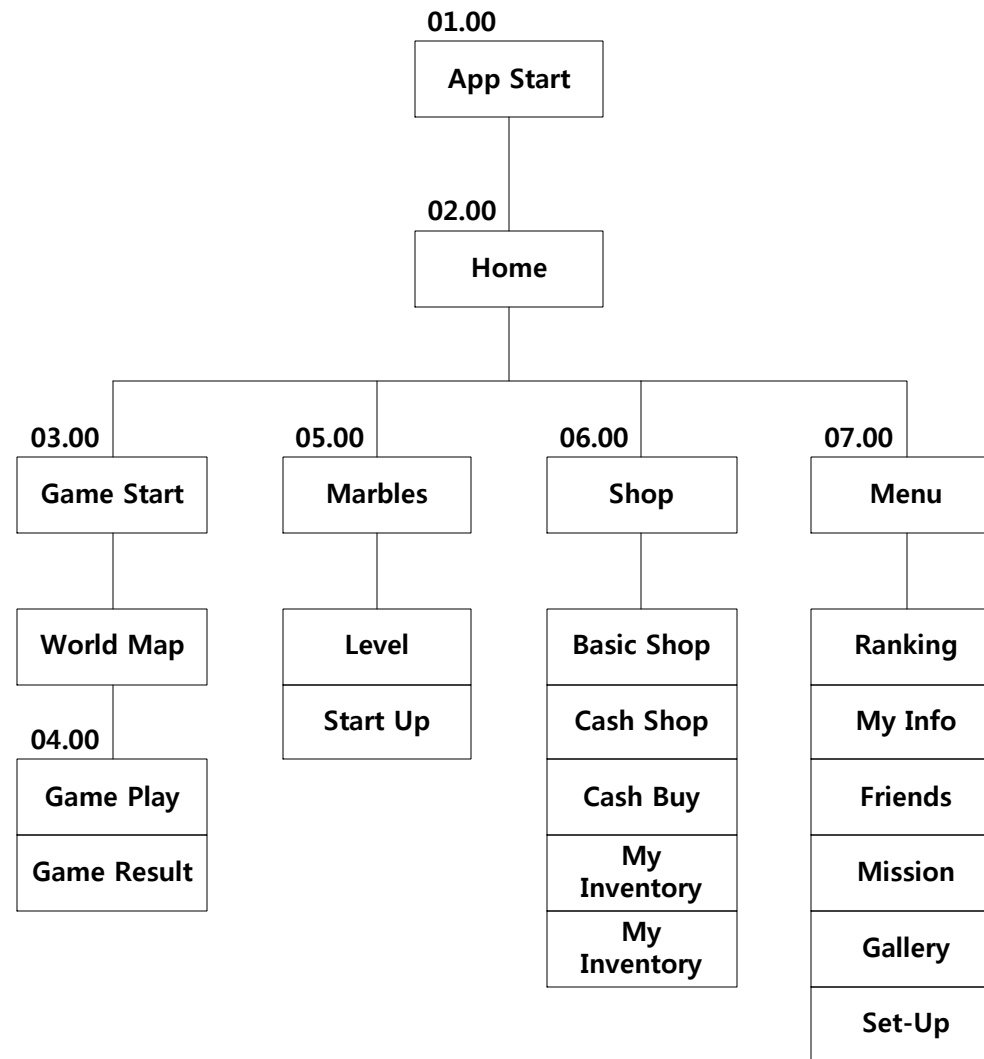 01.00
App Start
02.00
Home
03.00
Game Start
World Map
04.00
Game Play
Game Result
05.00
Marbles
Level
Start Up
06.00
Shop
Basic Shop
Cash Shop
Cash Buy
My
Inventory
My
Inventory
07.00
Menu
Ranking
My Info
Friends
Mission
Gallery
Set-Up